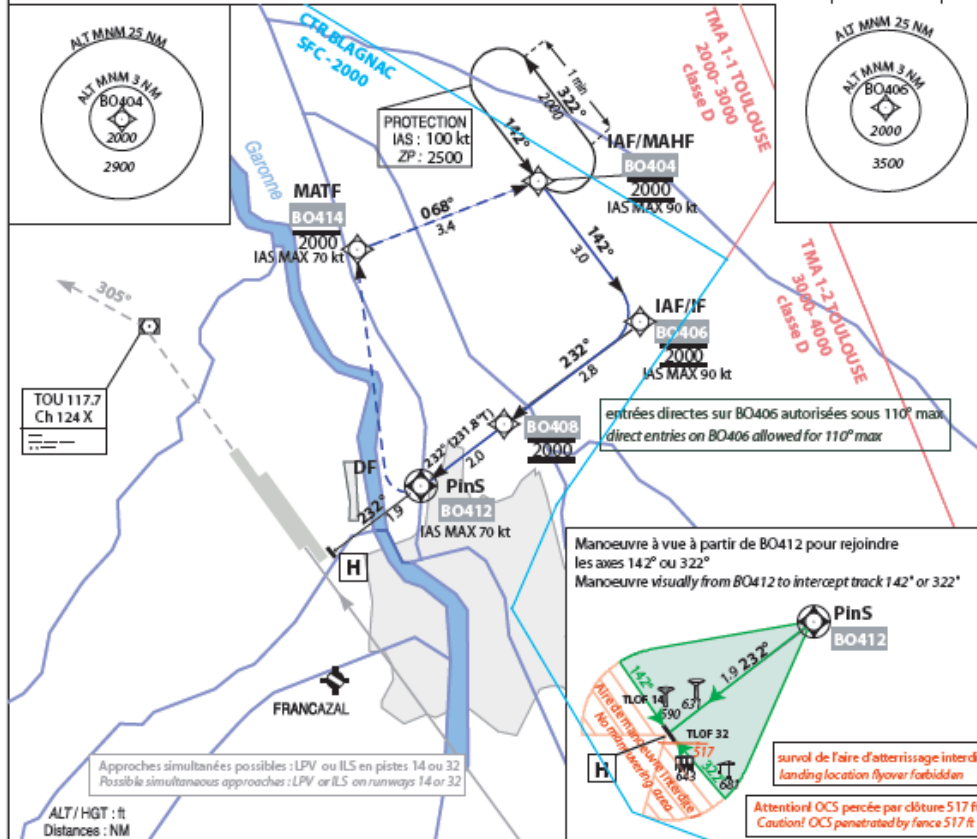 ALT MNM 25 NM
ALT MNM 3 NM
BO404
2000
2900
CTR BLAGNAC
SFC - 2000
PROTECTION
IAS : 100 kt
ZP : 2500
142°
322°
2000
1 min
TMA 1-1 TOULOUSE
2000- 3000
classe D
ALT MNM 25 NM
ALT MNM 3 NM
BO406
2000
3500
IAF/MAHF
BO404
2000
IAS MAX 90 kt
Garonne
MATF
BO414
2000
IAS MAX 70 kt
068°
3.4
142°
3.0
TMA 1-2 TOULOUSE
3000- 4000
classe D
305°
IAF/IF
BO406
2000
IAS MAX 90 kt
232°
2.8
TOU 117.7
Ch 124 X
entrées directes sur BO406 autorisées sous 110° max
direct entries on BO406 allowed for 110° max
BO408
2000
232° (231.8°T)
2.0
DF
PinS
BO412
IAS MAX 70 kt
232°
1.9
H
FRANCAZAL
Manoeuvre à vue à partir de BO412 pour rejoindre
les axes 142° ou 322°
Manoeuvre visually from BO412 to intercept track 142° or 322°
PinS
BO412
1.9 232°
142°
TLOF 14
590
631
TLOF 32
517
H
643
322°
681
Aire de manoeuvre interdite
No manuvering area
survol de l'aire d'atterrissage interdi
landing location flyover forbidden
Attention! OCS percée par clôture 517 ft
Caution! OCS penetrated by fence 517 ft
Approches simultanées possibles : LPV ou ILS en pistes 14 ou 32
Possible simultaneous approaches : LPV or ILS on runways 14 or 32
ALT / HGT : ft
Distances : NM